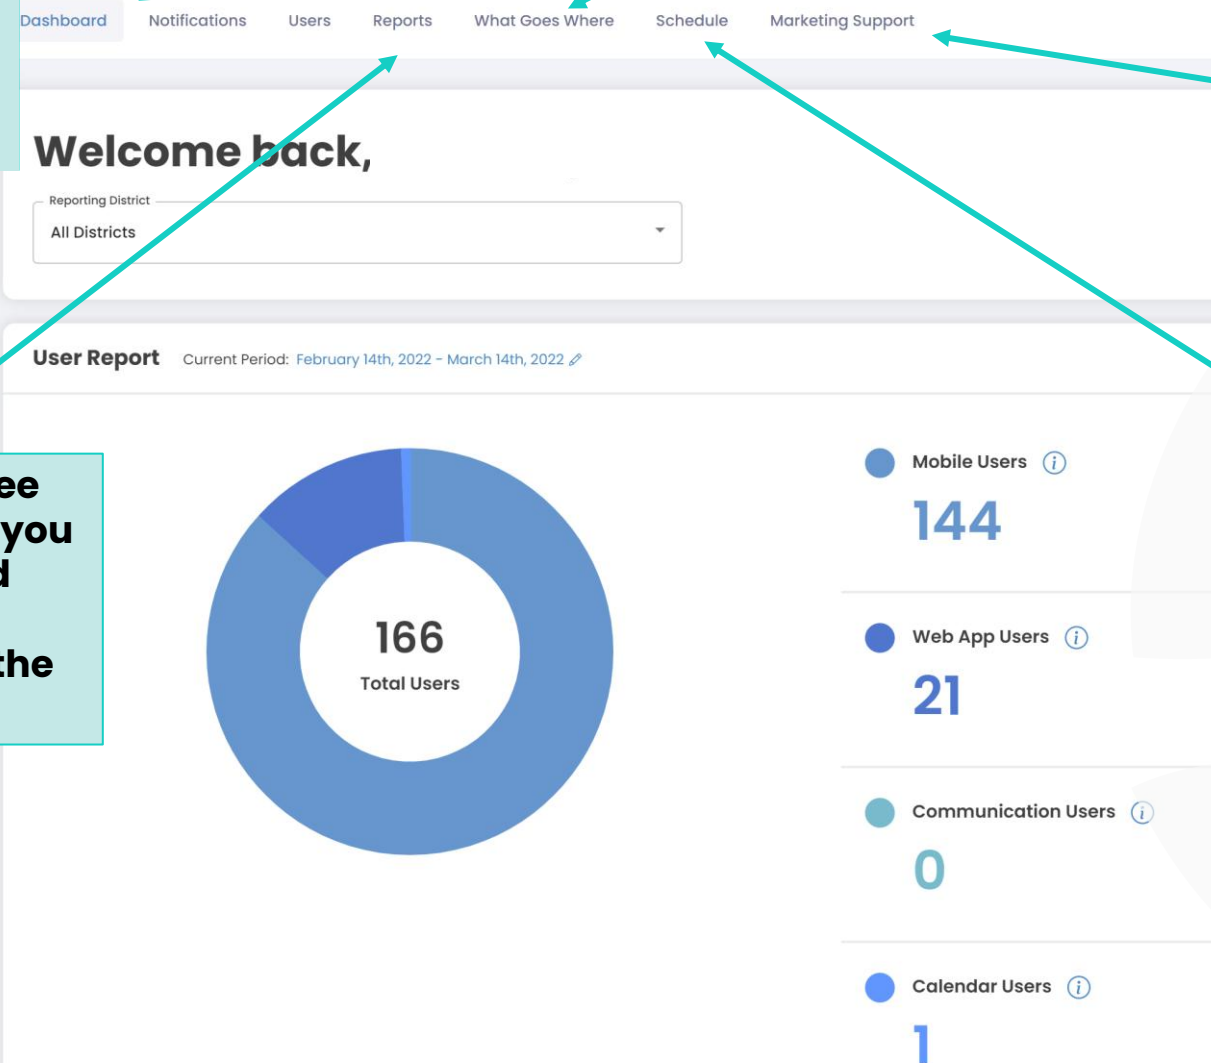 Dashboard Notifications Users Reports What Goes Where Schedule Marketing Support
Welcome back,
Reporting District
All Districts
User Report Current Period: February 14th, 2022 - March 14th, 2022
ee
you
d
the
166
Total Users
Mobile Users i
144
Web App Users i
21
Communication Users i
0
Calendar Users i
1